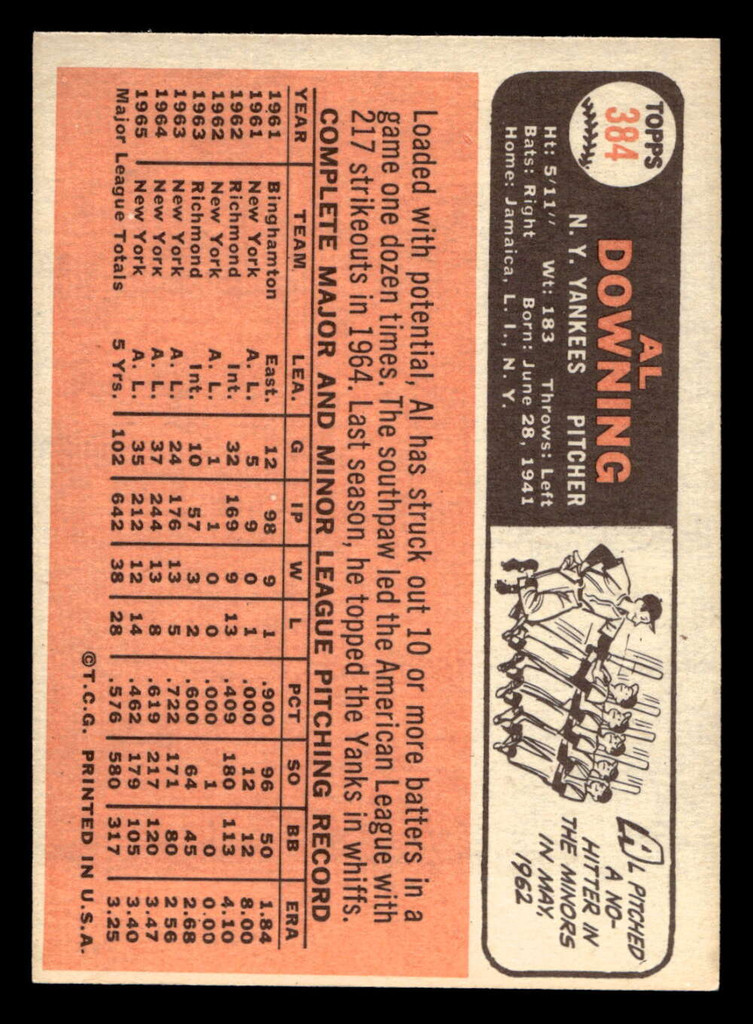 TOPPS
384
AL
DOWNING
N. Y. YANKEES PITCHER
Ht: 5'11" Wt: 183 Throws: Left
Bats: Right Born: June 28, 1941
Home: Jamaica, L. I., N. Y.
AL PITCHED
A NO-
HITTER IN
THE MINORS
IN MAY,
1962
Loaded with potential, Al has struck out 10 or more batters in a
game one dozen times. The southpaw led the American League with
217 strikeouts in 1964. Last season, he topped the Yanks in whiffs.
COMPLETE MAJOR AND MINOR LEAGUE PITCHING RECORD
YEAR TEAM LEA. G IP W L PCT SO BB ERA
1961 Binghamton East. 12 98 9 1 .900 96 50 1.84
1961 New York A. L. 5 9 0 1 .000 12 12 8.00
1962 Richmond Int. 32 169 9 13 .409 180 113 4.10
1962 New York A. L. 1 1 0 0 .000 1 0 0.00
1963 Richmond Int. 10 57 3 2 .600 64 45 2.68
1963 New York A. L. 24 176 13 5 .722 171 80 2.56
1964 New York A. L. 37 244 13 8 .619 217 120 3.47
1965 New York A. L. 35 212 12 14 .462 179 105 3.40
Major League Totals 5 Yrs. 102 642 38 28 .576 580 317 3.25
©T.C.G. PRINTED IN U.S.A.